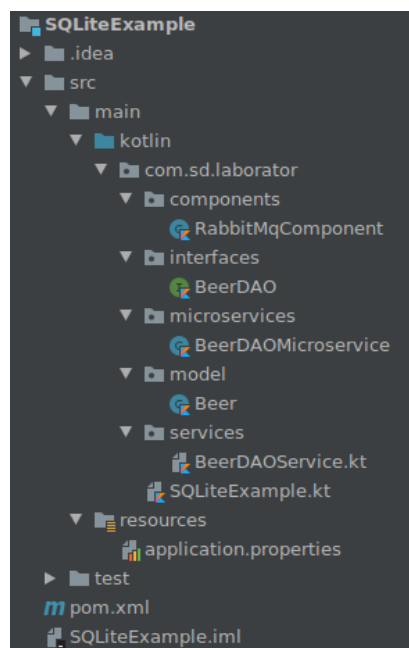 SQLiteExample
.idea
src
main
kotlin
com.sd.laborator
components
RabbitMqComponent
interfaces
BeerDAO
microservices
BeerDAOMicroservice
model
Beer
services
BeerDAOService.kt
SQLiteExample.kt
resources
application.properties
test
m pom.xml
SQLiteExample.iml